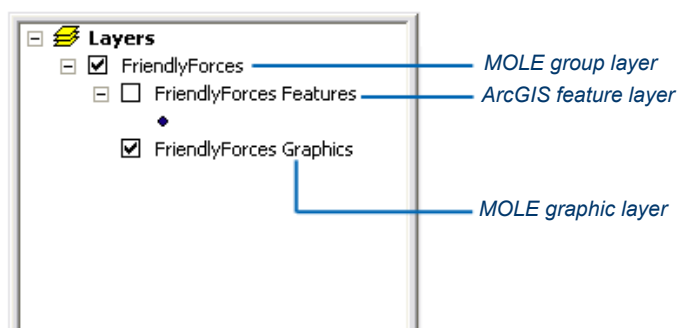 Layers
FriendlyForces
MOLE group layer
FriendlyForces Features
ArcGIS feature layer
FriendlyForces Graphics
MOLE graphic layer